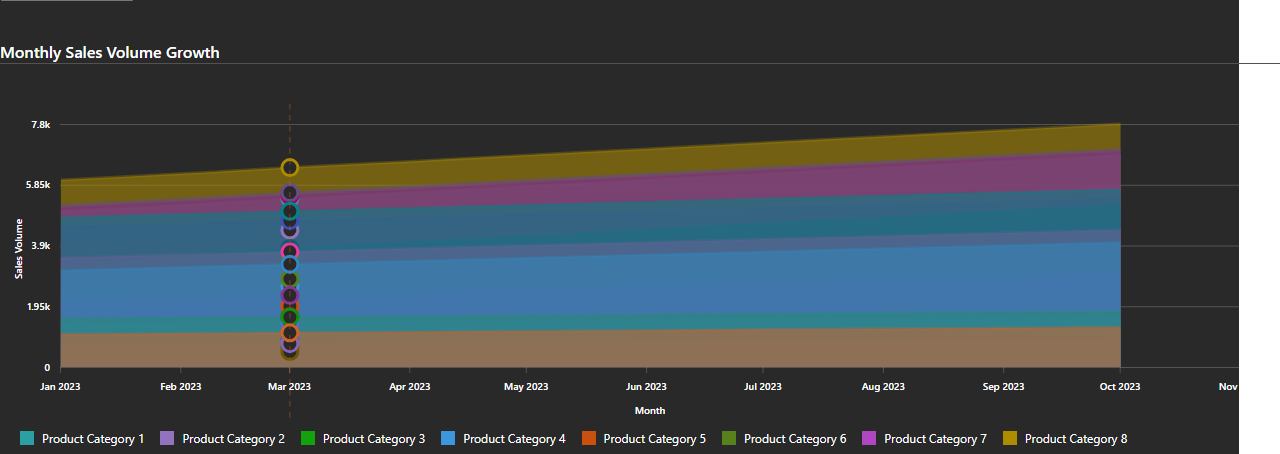 Monthly Sales Volume Growth
7.8k
5.85k
3.9k
1.95k
0
Sales Volume
Jan 2023 Feb 2023 Mar 2023 Apr 2023 May 2023 Jun 2023 Jul 2023 Aug 2023 Sep 2023 Oct 2023 Nov
Month
Product Category 1 Product Category 2 Product Category 3 Product Category 4 Product Category 5 Product Category 6 Product Category 7 Product Category 8